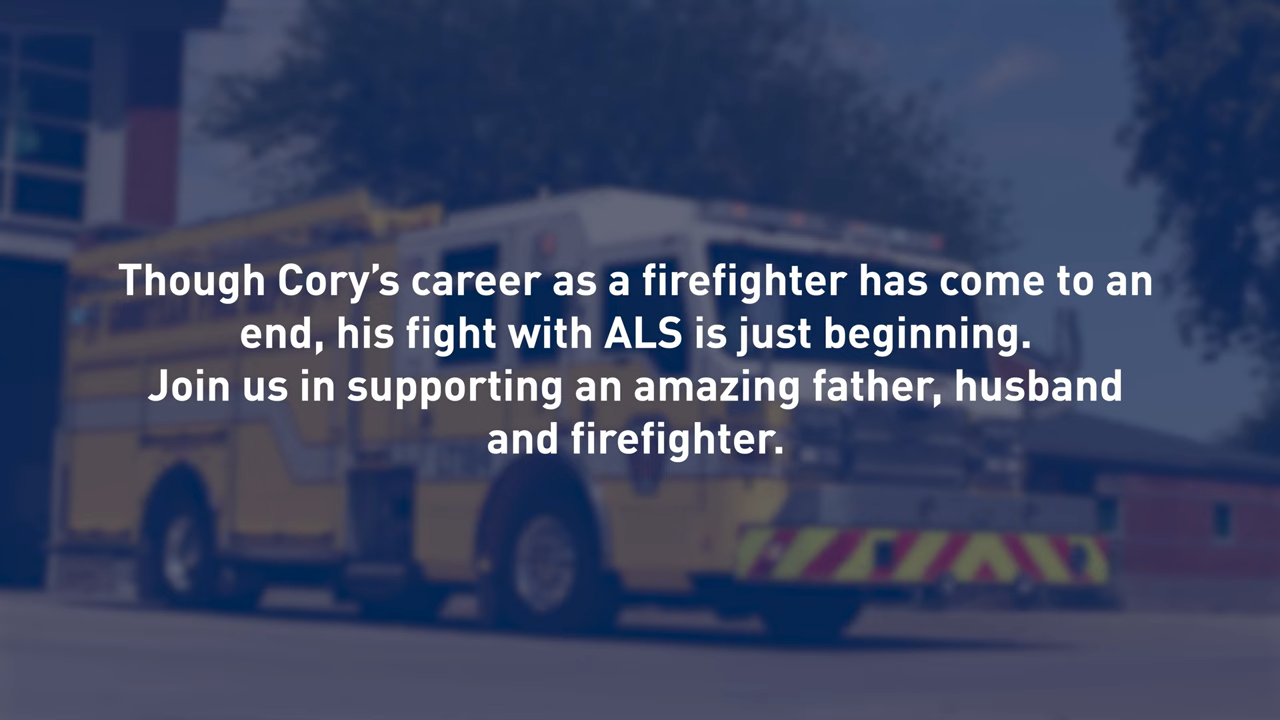 Though Cory’s career as a firefighter has come to an
end, his fight with ALS is just beginning.
Join us in supporting an amazing father, husband
and firefighter.